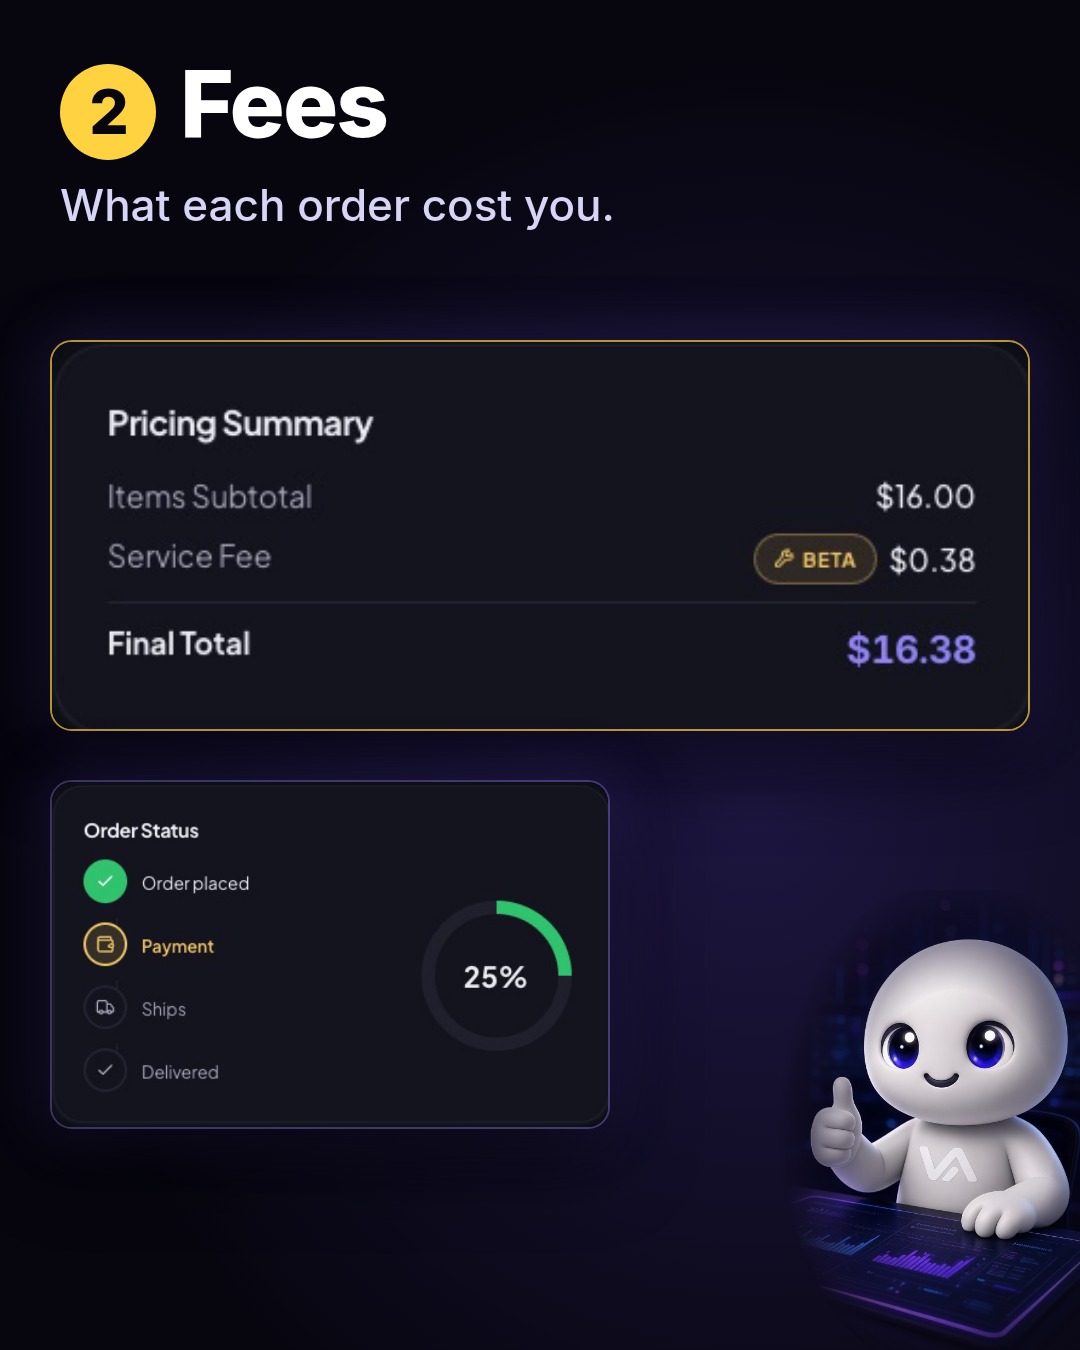 2 Fees
What each order cost you.
Pricing Summary
Items Subtotal $16.00
Service Fee BETA $0.38
Final Total $16.38
Order Status
Order placed
Payment
25%
Ships
Delivered